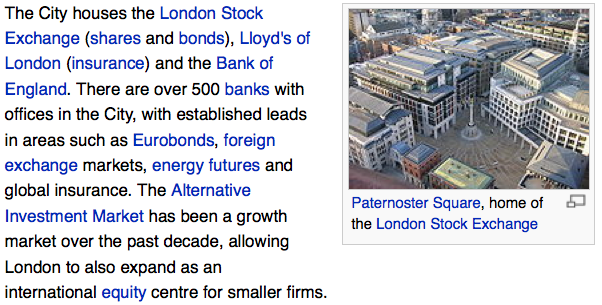 The City houses the London Stock
Exchange (shares and bonds), Lloyd's of
London (insurance) and the Bank of
England. There are over 500 banks with
offices in the City, with established leads
in areas such as Eurobonds, foreign
exchange markets, energy futures and
global insurance. The Alternative
Investment Market has been a growth
market over the past decade, allowing
London to also expand as an
international equity centre for smaller firms.
Paternoster Square, home of
the London Stock Exchange